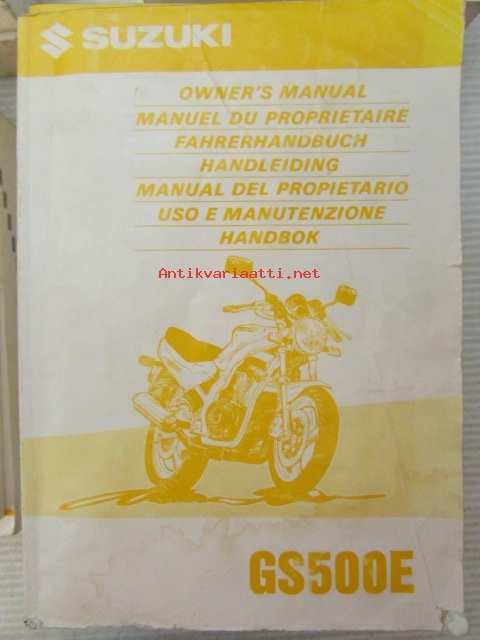 SUZUKI
OWNER'S MANUAL
MANUEL DU PROPRIETAIRE
FAHRERHANDBUCH
HANDLEIDING
MANUAL DEL PROPIETARIO
USO E MANUTENZIONE
HANDBOK
Antikvariaatti.net
GS500E